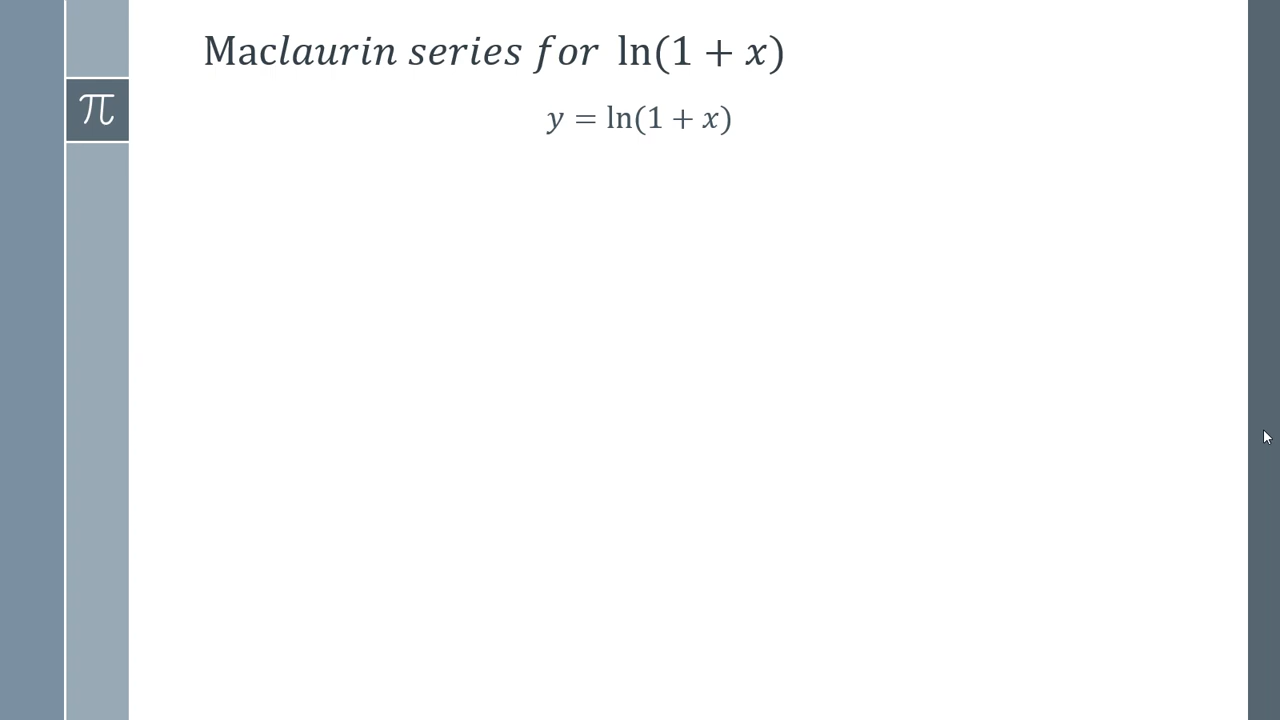 Maclaurin series for ln(1 + x)
π
y = ln(1 + x)